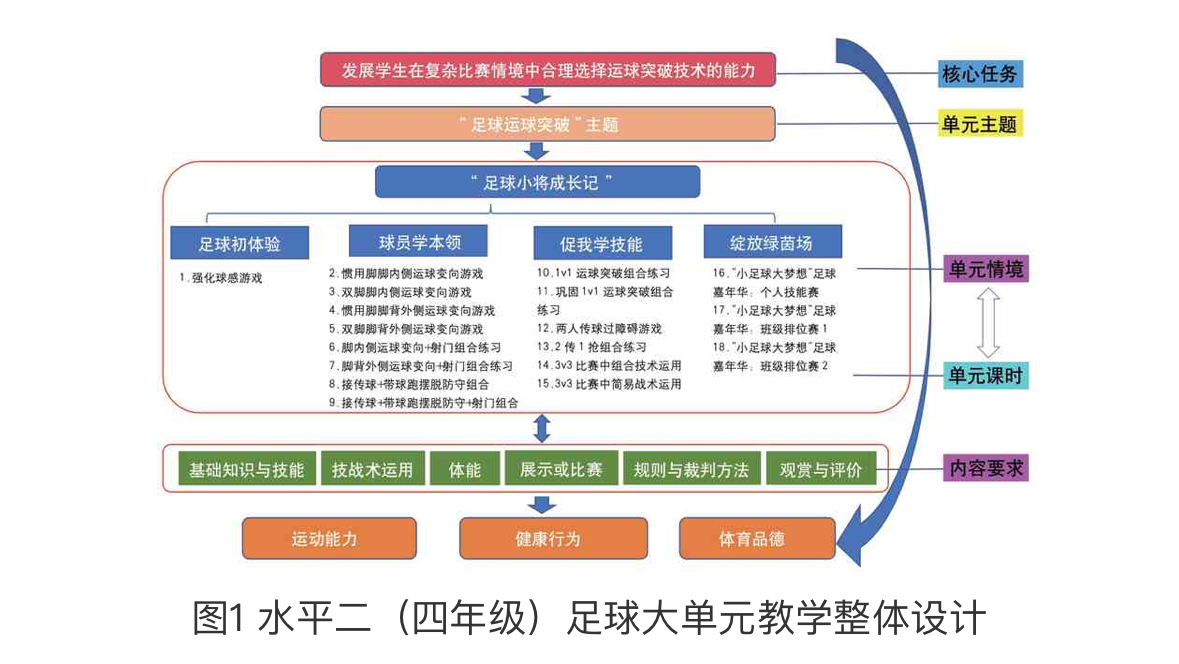 发展学生在复杂比赛情境中合理选择运球突破技术的能力
核心任务
“足球运球突破”主题
单元主题
“足球小将成长记”
足球初体验
1.强化球感游戏
球员学本领
2.惯用脚脚内侧运球变向游戏
3.双脚脚内侧运球变向游戏
4.惯用脚脚背外侧运球变向游戏
5.双脚脚背外侧运球变向游戏
6.脚内侧运球变向+射门组合练习
7.脚背外侧运球变向+射门组合练习
8.接传球+带球跑摆脱防守组合
9.接传球+带球跑摆脱防守+射门组合
促我学技能
10.1v1运球突破组合练习
11.巩固1v1运球突破组合
练习
12.两人传球过障碍游戏
13.2传1抢组合练习
14.3v3比赛中组合技术运用
15.3v3比赛中简易战术运用
绽放绿茵场
16.“小足球大梦想”足球
嘉年华：个人技能赛
17.“小足球大梦想”足球
嘉年华：班级排位赛1
18.“小足球大梦想”足球
嘉年华：班级排位赛2
单元情境
单元课时
基础知识与技能
技战术运用
体能
展示或比赛
规则与裁判方法
观赏与评价
内容要求
运动能力
健康行为
体育品德
图1 水平二（四年级）足球大单元教学整体设计